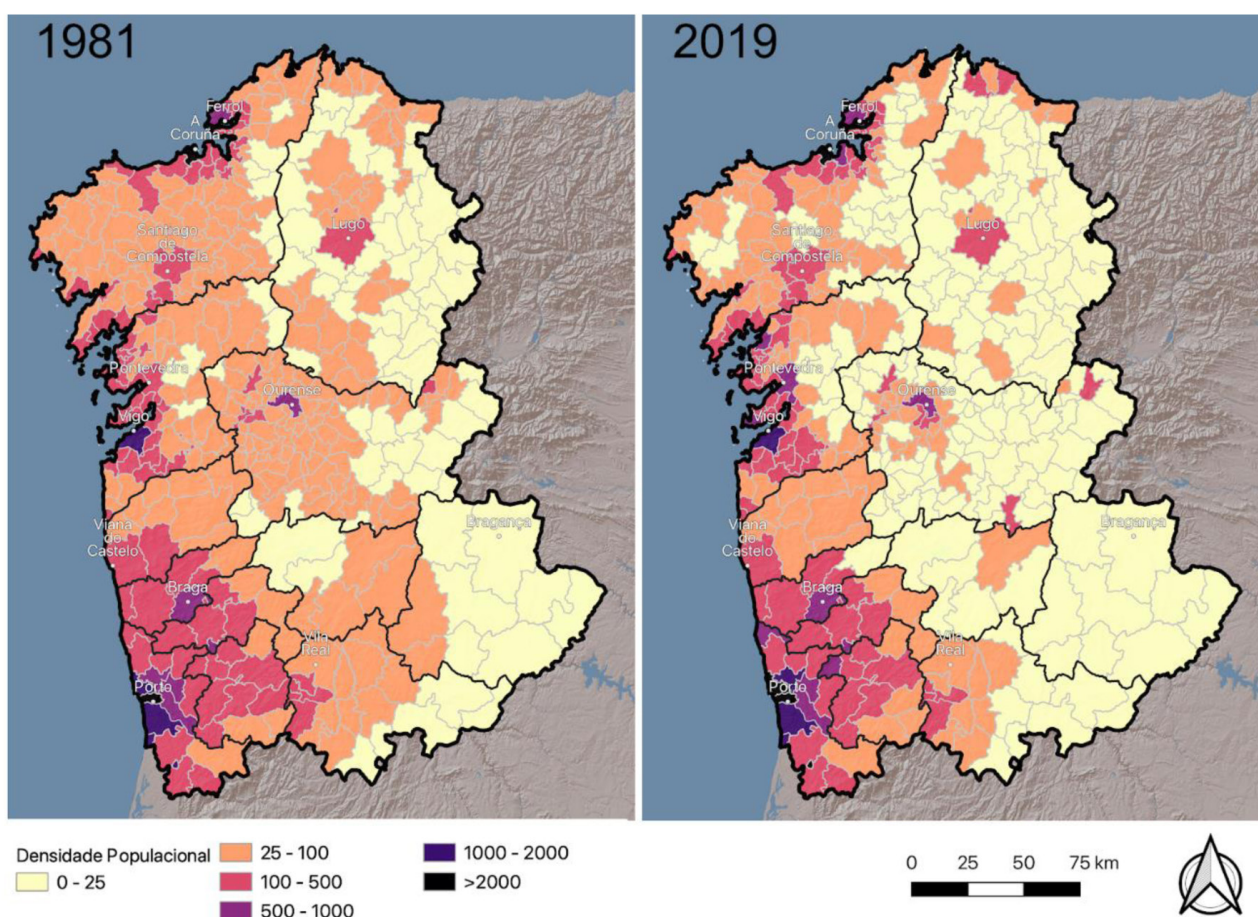 1981
Ferrol
A
Coruña
Lugo
Santiago
de
Compostela
Pontevedra
Ourense
Vigo
Bragança
Viana
do
Castelo
Braga
Vila
Real
Porte
2019
Ferrol
A
Coruña
Lugo
Santiago
de
Compostela
Pontevedra
Ourense
Vigo
Bragança
Viana
do
Castelo
Braga
Vila
Real
Porte
Densidade Populacional
0 - 25
25 - 100
100 - 500
500 - 1000
1000 - 2000
>2000
0 25 50 75 km